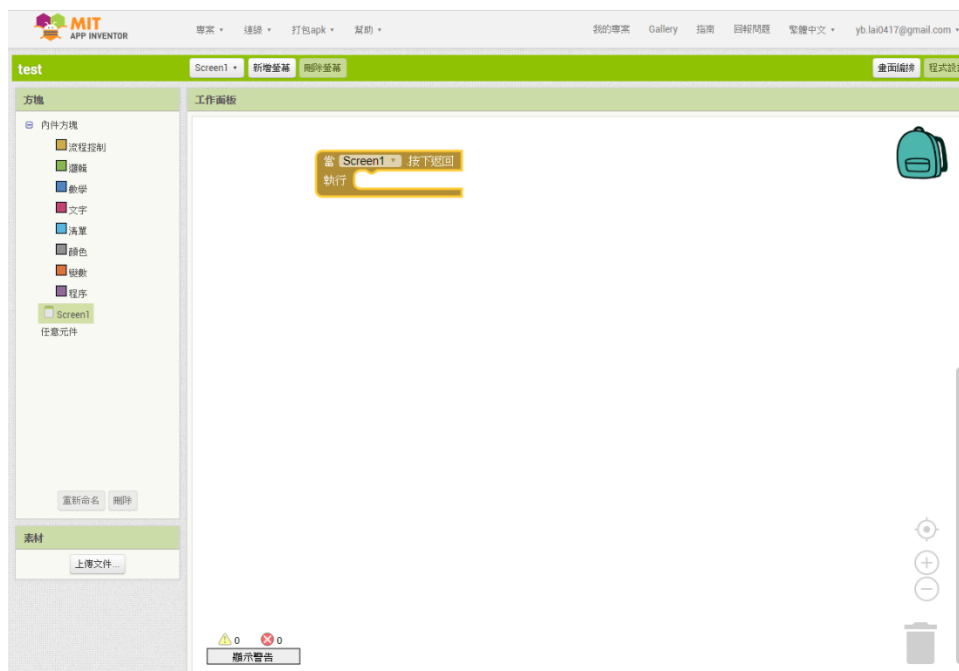 MIT
APP INVENTOR
專案 連線 打包apk 幫助 我的專案 Gallery 指南 回報問題 繁體中文 yb.lai0417@gmail.com
test Screen1 新增螢幕 刪除螢幕 畫面編排 程式設
方塊 工作面板
內件方塊
流程控制
邏輯
數學
文字
清單
顏色
變數
程序
Screen1
任意元件
當 Screen1 按下返回
執行
重新命名 刪除
素材
上傳文件...
0 0
顯示警告